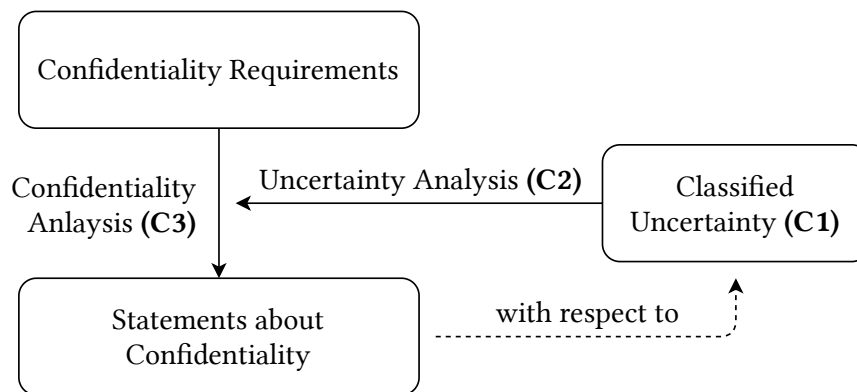 Confidentiality Requirements
Confidentiality
Anlaysis (C3)
Uncertainty Analysis (C2)
Classified
Uncertainty (C1)
Statements about
Confidentiality
with respect to